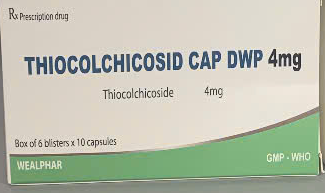 Rx Prescription drug
THIOCOLCHICOSID CAP DWP 4mg
Thiocolchicoside 4mg
Box of 6 blisters x 10 capsules
WEALPHAR
GMP - WHO